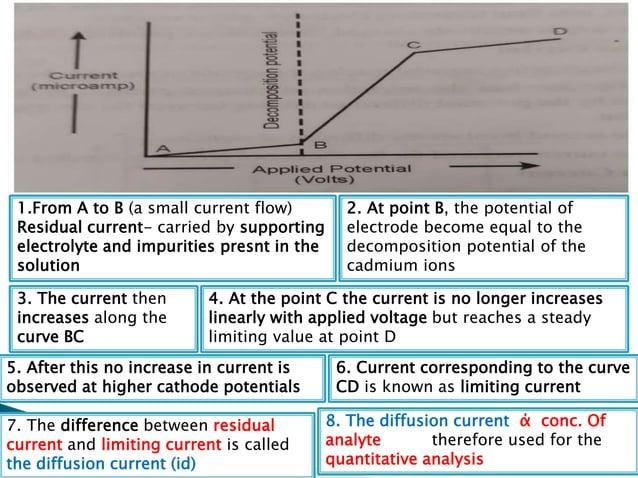 Current
(microamp)
Decomposition potential
A
B
C
D
Applied Potential
(Volts)
1.From A to B (a small current flow)
Residual current- carried by supporting
electrolyte and impurities presnt in the
solution
2. At point B, the potential of
electrode become equal to the
decomposition potential of the
cadmium ions
3. The current then
increases along the
curve BC
4. At the point C the current is no longer increases
linearly with applied voltage but reaches a steady
limiting value at point D
5. After this no increase in current is
observed at higher cathode potentials
6. Current corresponding to the curve
CD is known as limiting current
7. The difference between residual
current and limiting current is called
the diffusion current (id)
8. The diffusion current ά conc. Of
analyte therefore used for the
quantitative analysis